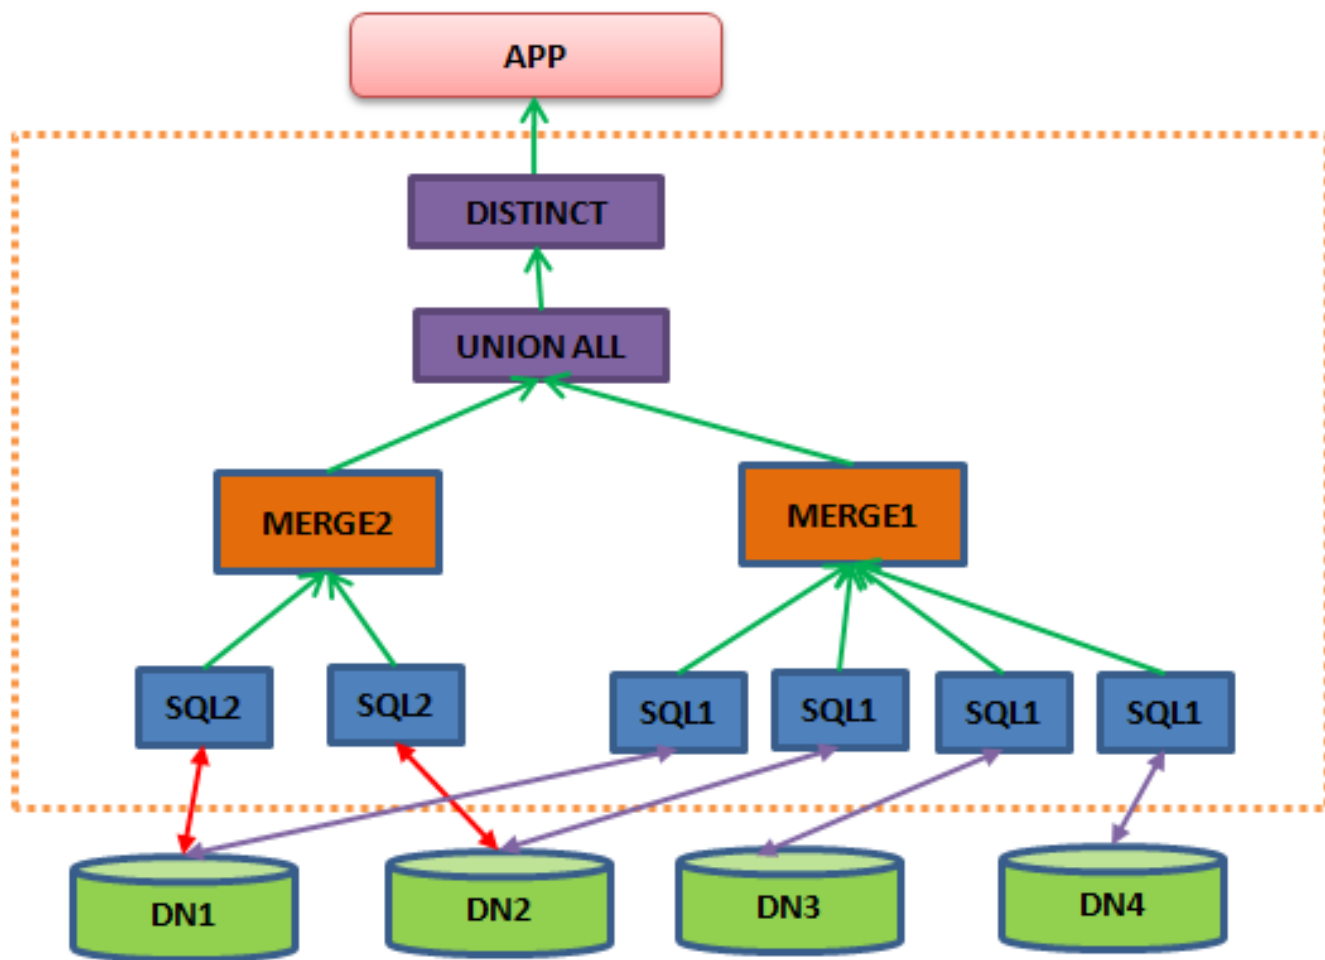 APP
DISTINCT
UNION ALL
MERGE2
MERGE1
SQL2
SQL2
SQL1
SQL1
SQL1
SQL1
DN1
DN2
DN3
DN4